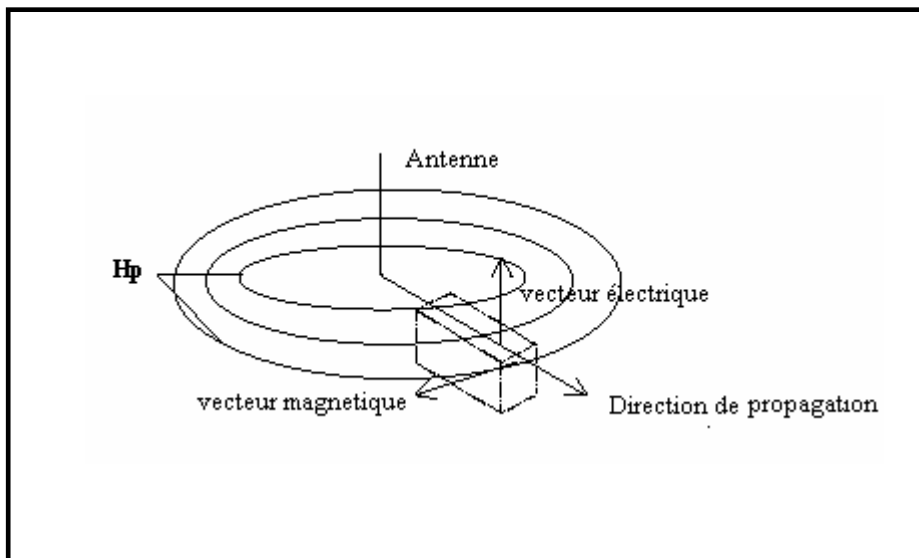 Antenne
Hp
vecteur électrique
vecteur magnetique
Direction de propagation